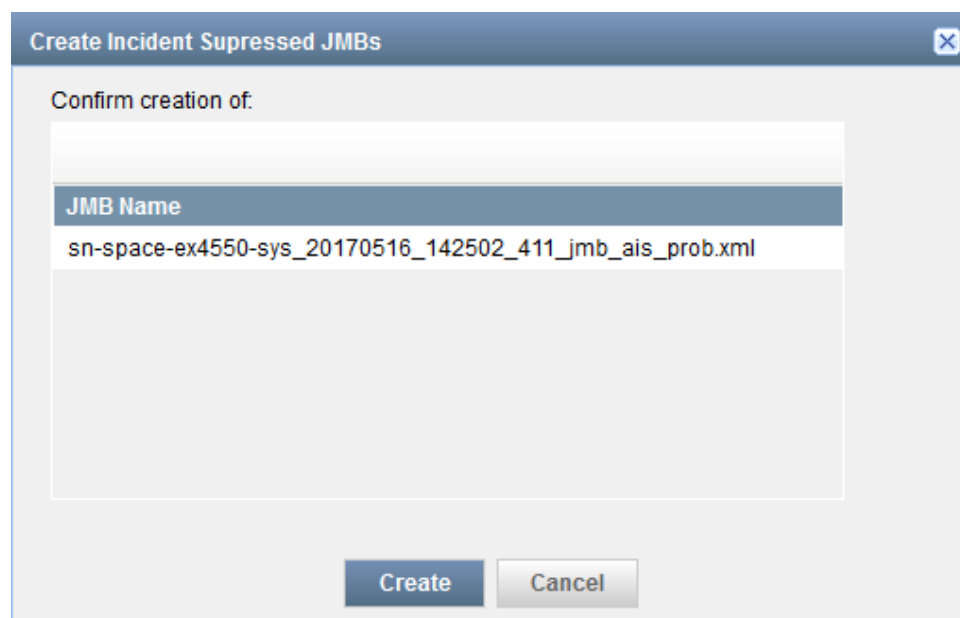 Create Incident Supressed JMBs
Confirm creation of:
JMB Name
sn-space-ex4550-sys_20170516_142502_411_jmb_ais_prob.xml
Create Cancel